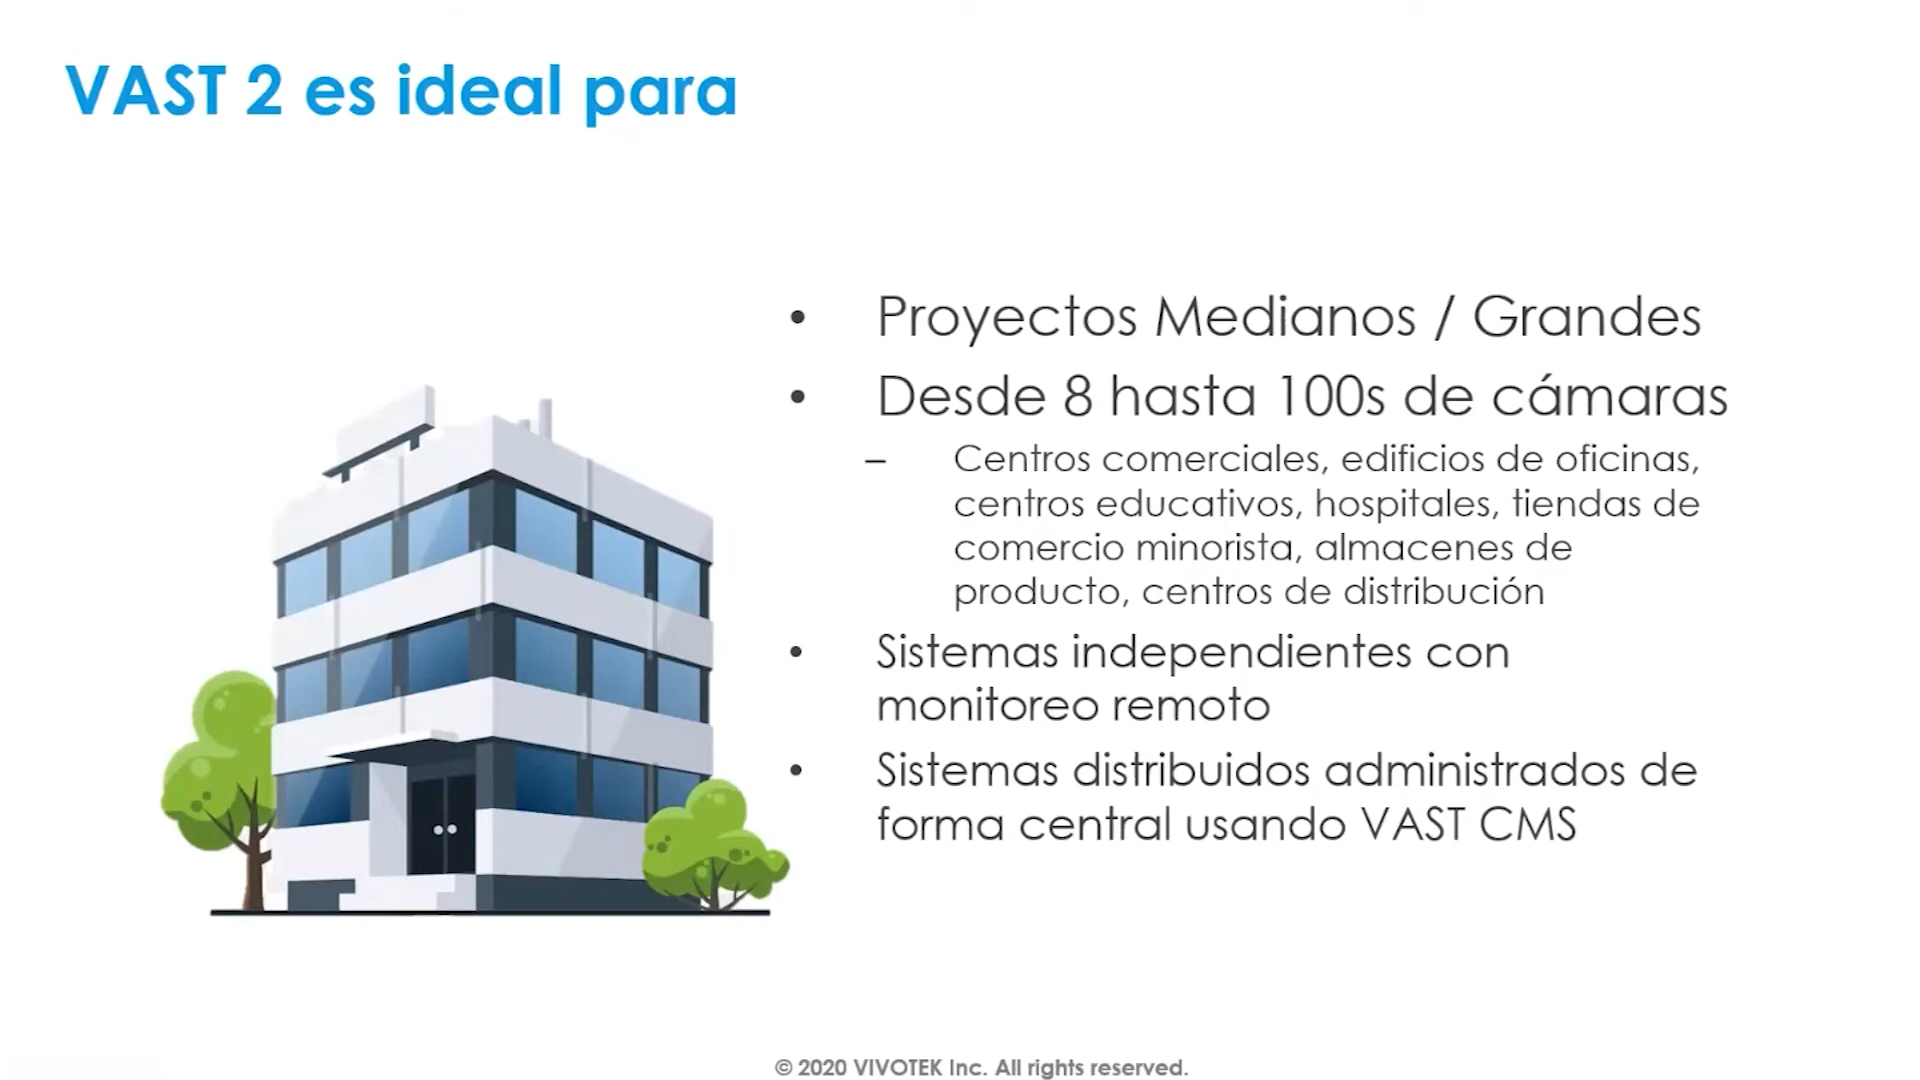 VAST 2 es ideal para
• Proyectos Medianos / Grandes
• Desde 8 hasta 100s de cámaras
– Centros comerciales, edificios de oficinas,
centros educativos, hospitales, tiendas de
comercio minorista, almacenes de
producto, centros de distribución
• Sistemas independientes con
monitoreo remoto
• Sistemas distribuidos administrados de
forma central usando VAST CMS
© 2020 VIVOTEK Inc. All rights reserved.